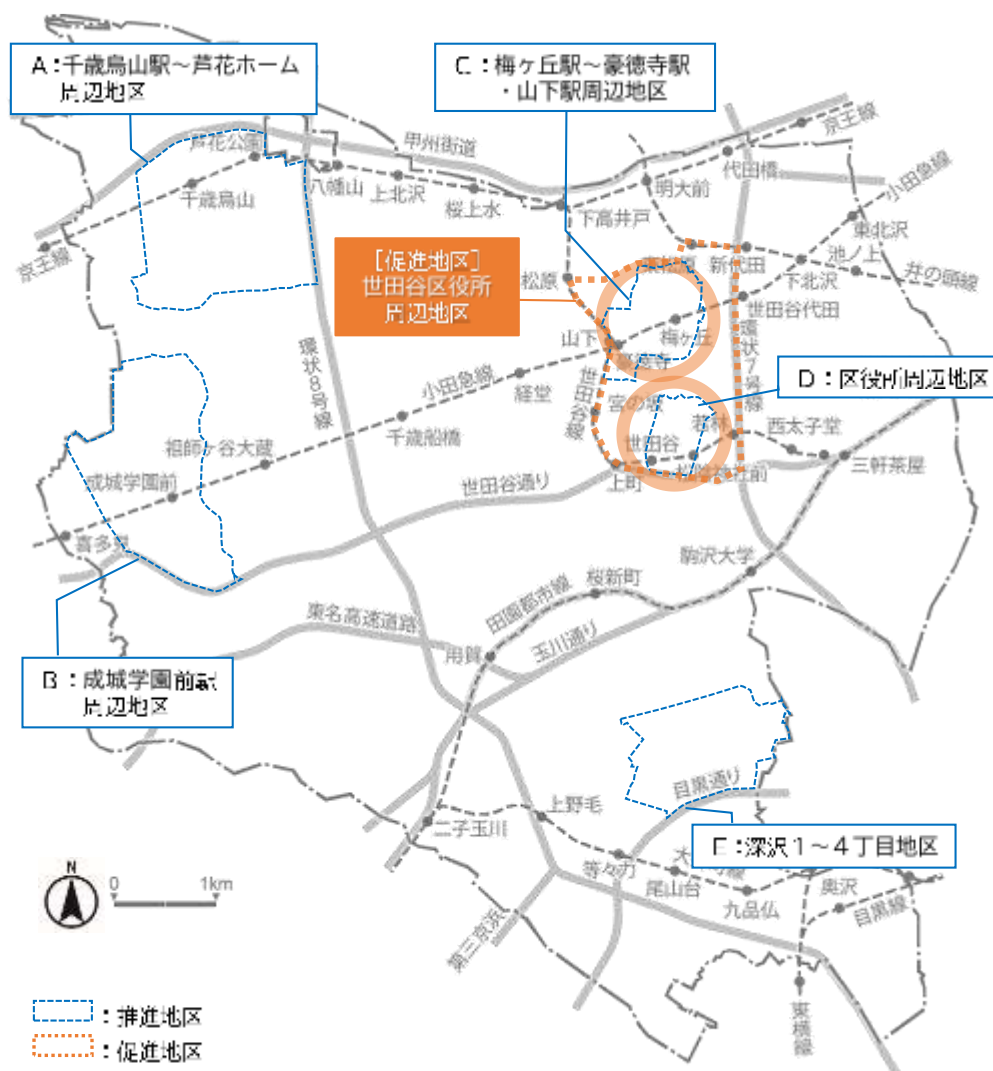 A：千歳烏山駅～芦花ホーム
周辺地区
C：梅ヶ丘駅～豪徳寺駅
・山下駅周辺地区
京王線
甲州街道
芦花公園
八幡山
上北沢
桜上水
千歳烏山
下高井戸
明大前
代田橋
小田急線
東北沢
池ノ上
井の頭線
京王線
[促進地区]
世田谷区役所
周辺地区
松原
東松原
新代田
下北沢
世田谷代田
山下
梅ヶ丘
豪徳寺
環状7号線
環状8号線
小田急線
経堂
世田谷線
宮の坂
D：区役所周辺地区
千歳船橋
祖師ヶ谷大蔵
成城学園前
世田谷
若林
西太子堂
三軒茶屋
松陰神社前
上町
世田谷通り
喜多見
駒沢大学
桜新町
田園都市線
玉川通り
東名高速道路
用賀
B：成城学園前駅
周辺地区
目黒通り
上野毛
二子玉川
E：深沢1～4丁目地区
等々力
尾山台
九品仏
奥沢
目黒線
第三京浜
東横線
N
0
1km
：推進地区
：促進地区